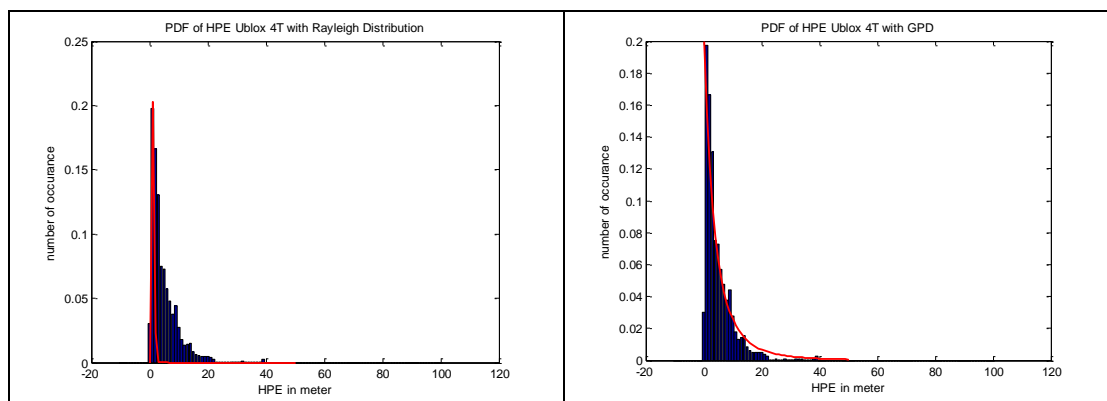 PDF of HPE Ublox 4T with Rayleigh Distribution
0.25
0.2
0.15
0.1
0.05
0
-20 0 20 40 60 80 100 120
number of occurance
HPE in meter
PDF of HPE Ublox 4T with GPD
0.2
0.18
0.16
0.14
0.12
0.1
0.08
0.06
0.04
0.02
0
-20 0 20 40 60 80 100 120
number of occurance
HPE in meter